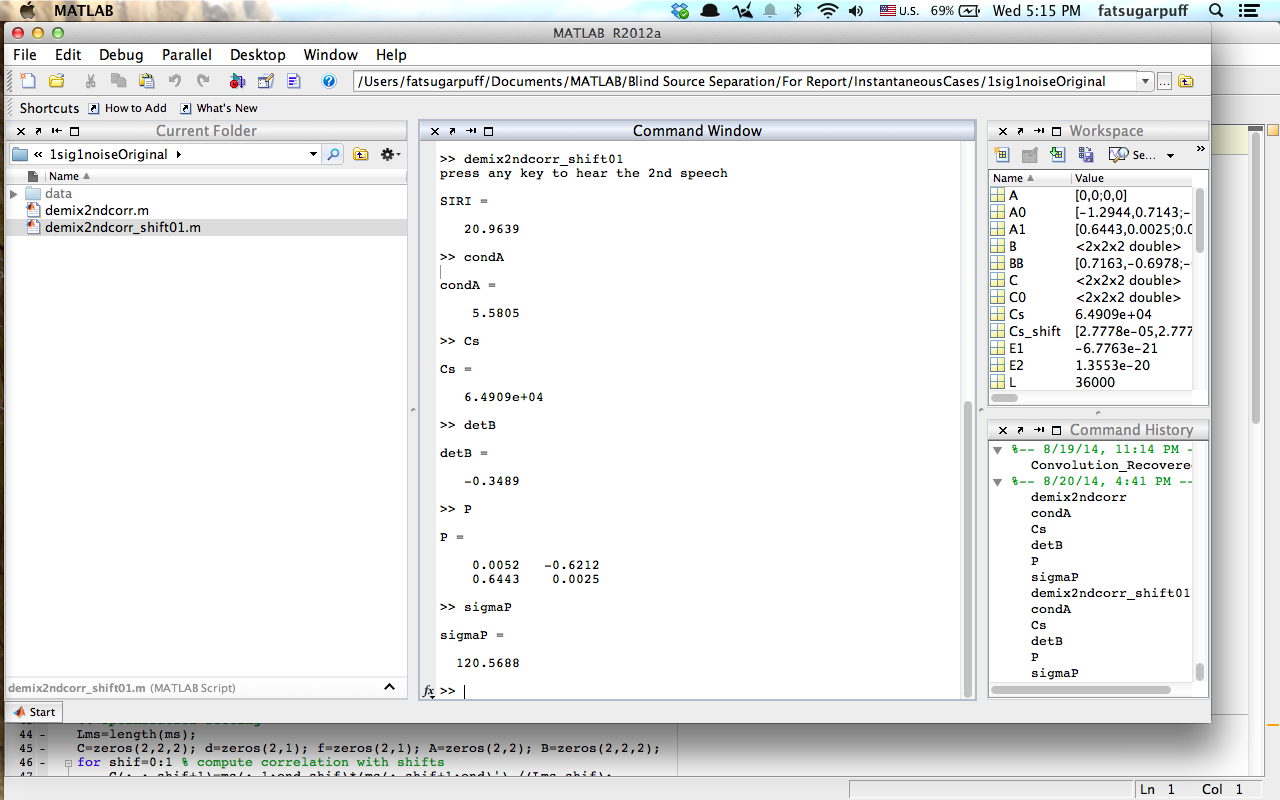 MATLAB
U.S. 69% Wed 5:15 PM fatsugarpuff
MATLAB R2012a
File Edit Debug Parallel Desktop Window Help
/Users/fatsugarpuff/Documents/MATLAB/Blind Source Separation/For Report/InstantaneousCases/1sig1noiseOriginal
Shortcuts How to Add What's New
Current Folder
« 1sig1noiseOriginal
Name
data
demix2ndcorr.m
demix2ndcorr_shift01.m
demix2ndcorr_shift01.m (MATLAB Script)
Start
Command Window
>> demix2ndcorr_shift01
press any key to hear the 2nd speech
SIRI =
20.9639
>> condA
condA =
5.5805
>> Cs
Cs =
6.4909e+04
>> detB
detB =
-0.3489
>> P
P =
0.0052 -0.6212
0.6443 0.0025
>> sigmaP
sigmaP =
120.5688
fx >>
Workspace
Se... »
Name Value
A [0,0;0,0]
A0 [-1.2944,0.7143;-
A1 [0.6443,0.0025;0.0
B <2x2x2 double>
BB [0.7163,-0.6978;-
C <2x2x2 double>
C0 <2x2x2 double>
Cs 6.4909e+04
Cs_shift [2.7778e-05,2.777
E1 -6.7763e-21
E2 1.3553e-20
L 36000
Command History
%-- 8/19/14, 11:14 PM -
Convolution_Recovere
%-- 8/20/14, 4:41 PM --
demix2ndcorr
condA
Cs
detB
P
sigmaP
demix2ndcorr_shift01
condA
Cs
detB
P
sigmaP
44 - Lms=length(ms);
45 - C=zeros(2,2,2); d=zeros(2,1); f=zeros(2,1); A=zeros(2,2); B=zeros(2,2,2);
46 - for shif=0:1 % compute correlation with shifts
Ln 1 Col 1